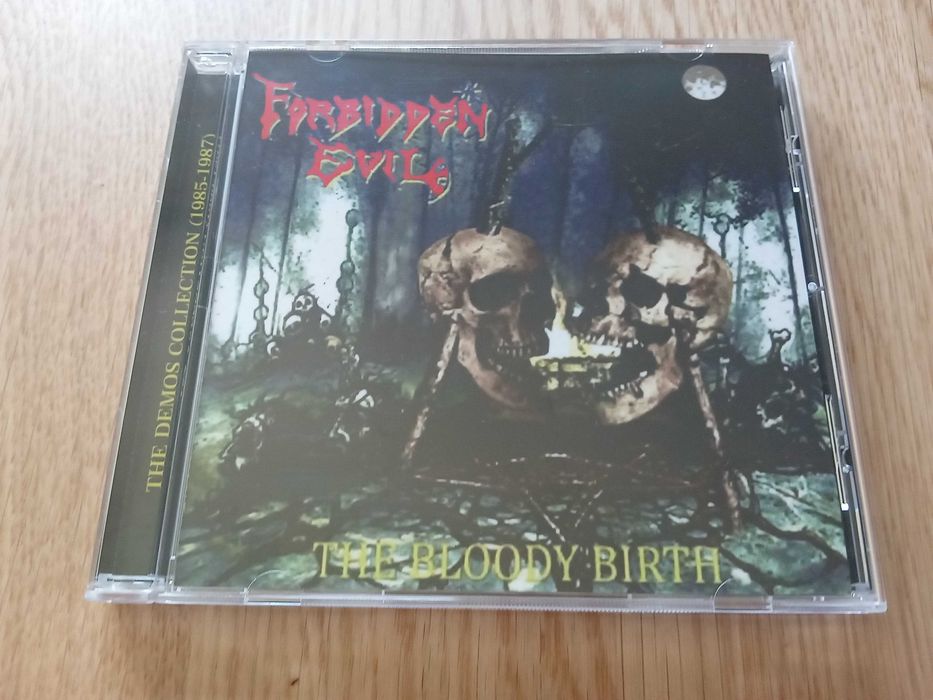 FORBIDDEN
EVIL
THE DEMOS COLLECTION (1985-1987)
THE BLOODY BIRTH